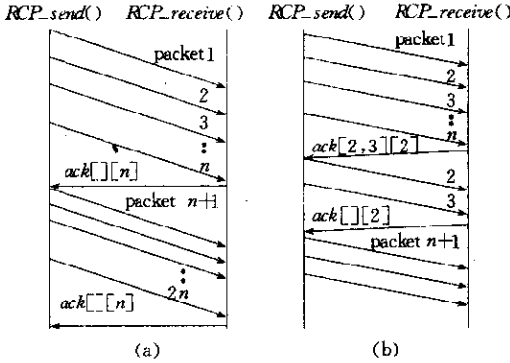 RCP_send() RCP_receive()
packet 1
2
3
n
ack[][n]
packet n+1
2n
ack[][n]
(a)
RCP_send() RCP_receive()
packet 1
2
3
n
ack[2,3][2]
2
3
ack[][2]
packet n+1
(b)